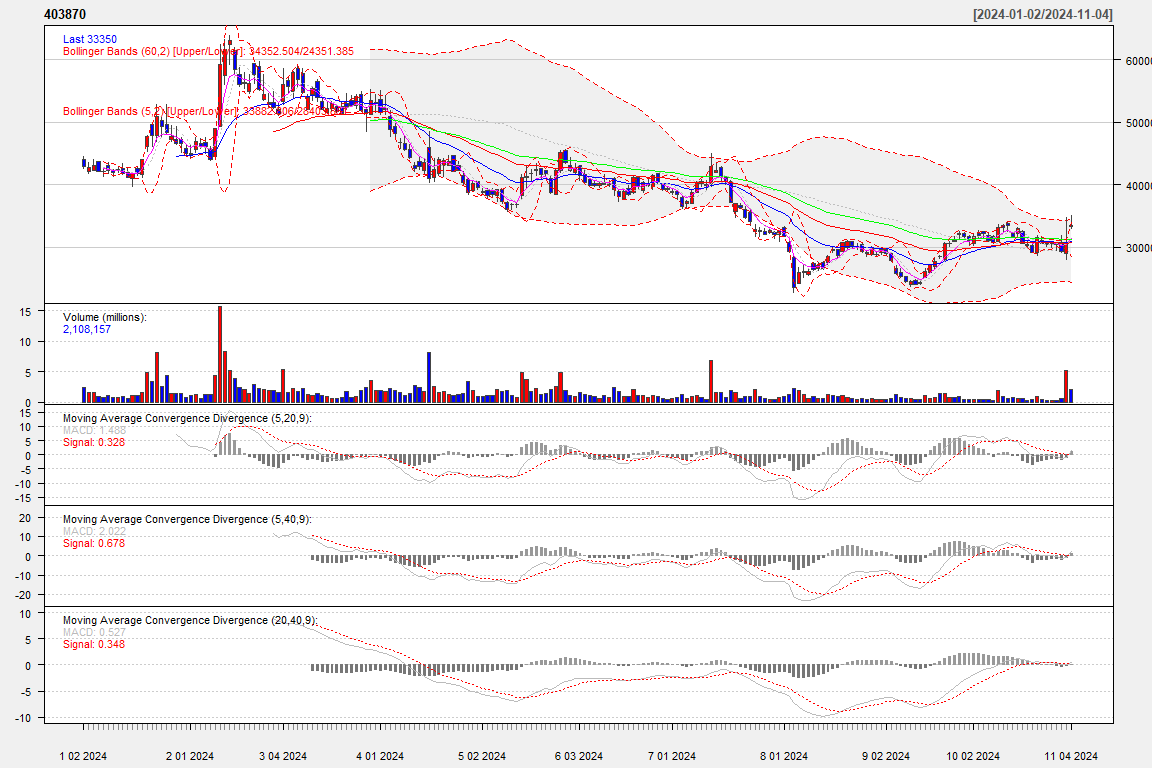 403870 [2024-01-02/2024-11-04]
Last 33350
Bollinger Bands (60,2) [Upper/Lower]: 34352.504/24351.385
Bollinger Bands (5,2) [Upper/Lower]:
60000
50000
40000
30000
Volume (millions):
2,108,157
15
10
5
0
Moving Average Convergence Divergence (5,20,9):
MACD: 1.488
Signal: 0.328
15
10
5
0
-5
-10
-15
Moving Average Convergence Divergence (5,40,9):
MACD: 2.022
Signal: 0.678
20
10
0
-10
-20
Moving Average Convergence Divergence (20,40,9):
MACD: 0.527
Signal: 0.348
10
5
0
-5
-10
1 02 2024 2 01 2024 3 04 2024 4 01 2024 5 02 2024 6 03 2024 7 01 2024 8 01 2024 9 02 2024 10 02 2024 11 04 2024